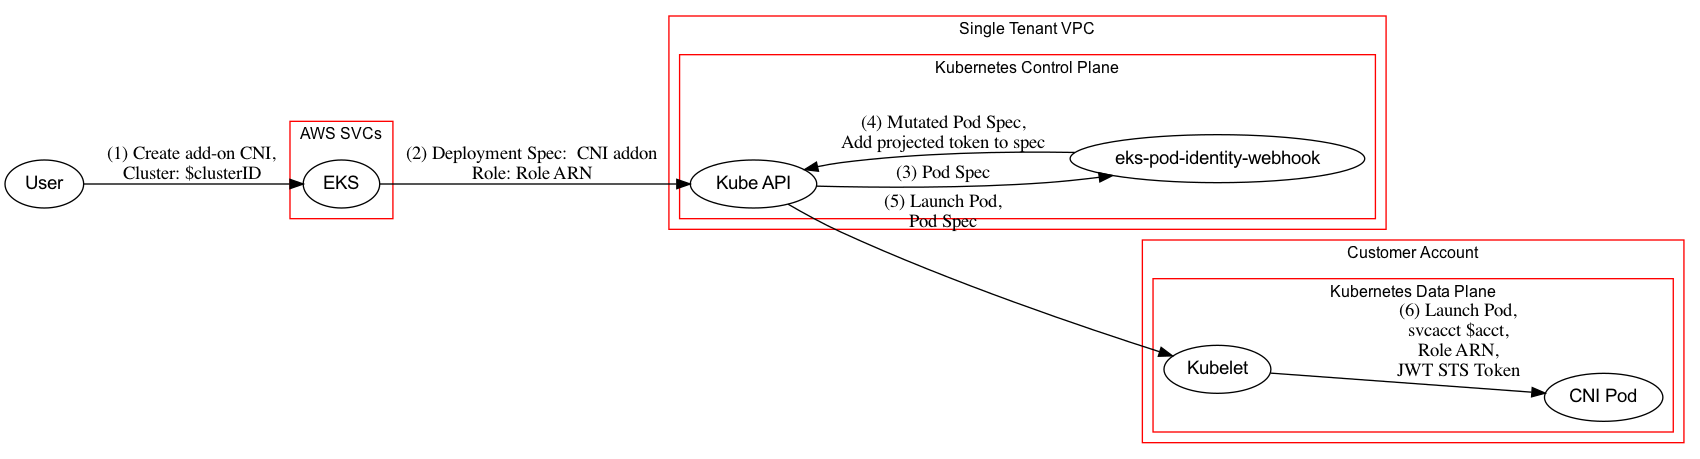 Single Tenant VPC
Kubernetes Control Plane
AWS SVCs
(1) Create add-on CNI,
Cluster: $clusterID
(2) Deployment Spec:  CNI addon
Role: Role ARN
(4) Mutated Pod Spec,
Add projected token to spec
(3) Pod Spec
(5) Launch Pod,
Pod Spec
User
EKS
Kube API
eks-pod-identity-webhook
Customer Account
Kubernetes Data Plane
(6) Launch Pod,
svcacct $acct,
Role ARN,
JWT STS Token
Kubelet
CNI Pod